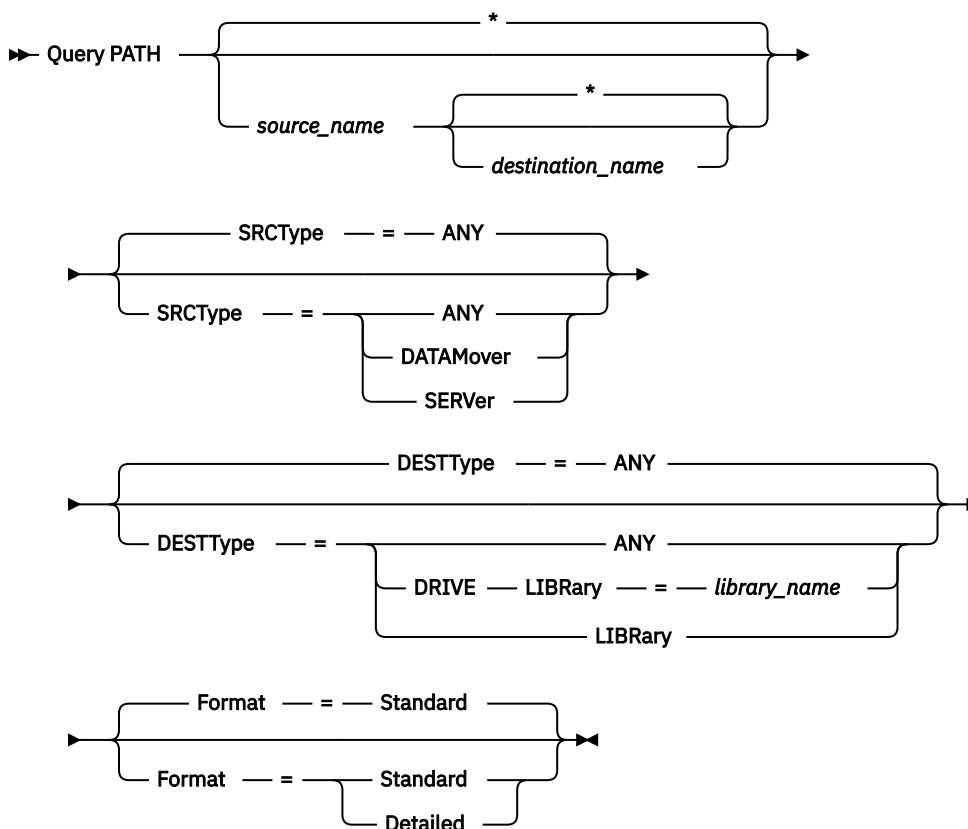 *
Query PATH
*
source_name
destination_name
SRCType = ANY
SRCType = ANY
DATAMover
SERVer
DESTType = ANY
DESTType = ANY
DRIVE LIBRary = library_name
LIBRary
Format = Standard
Format = Standard
Detailed